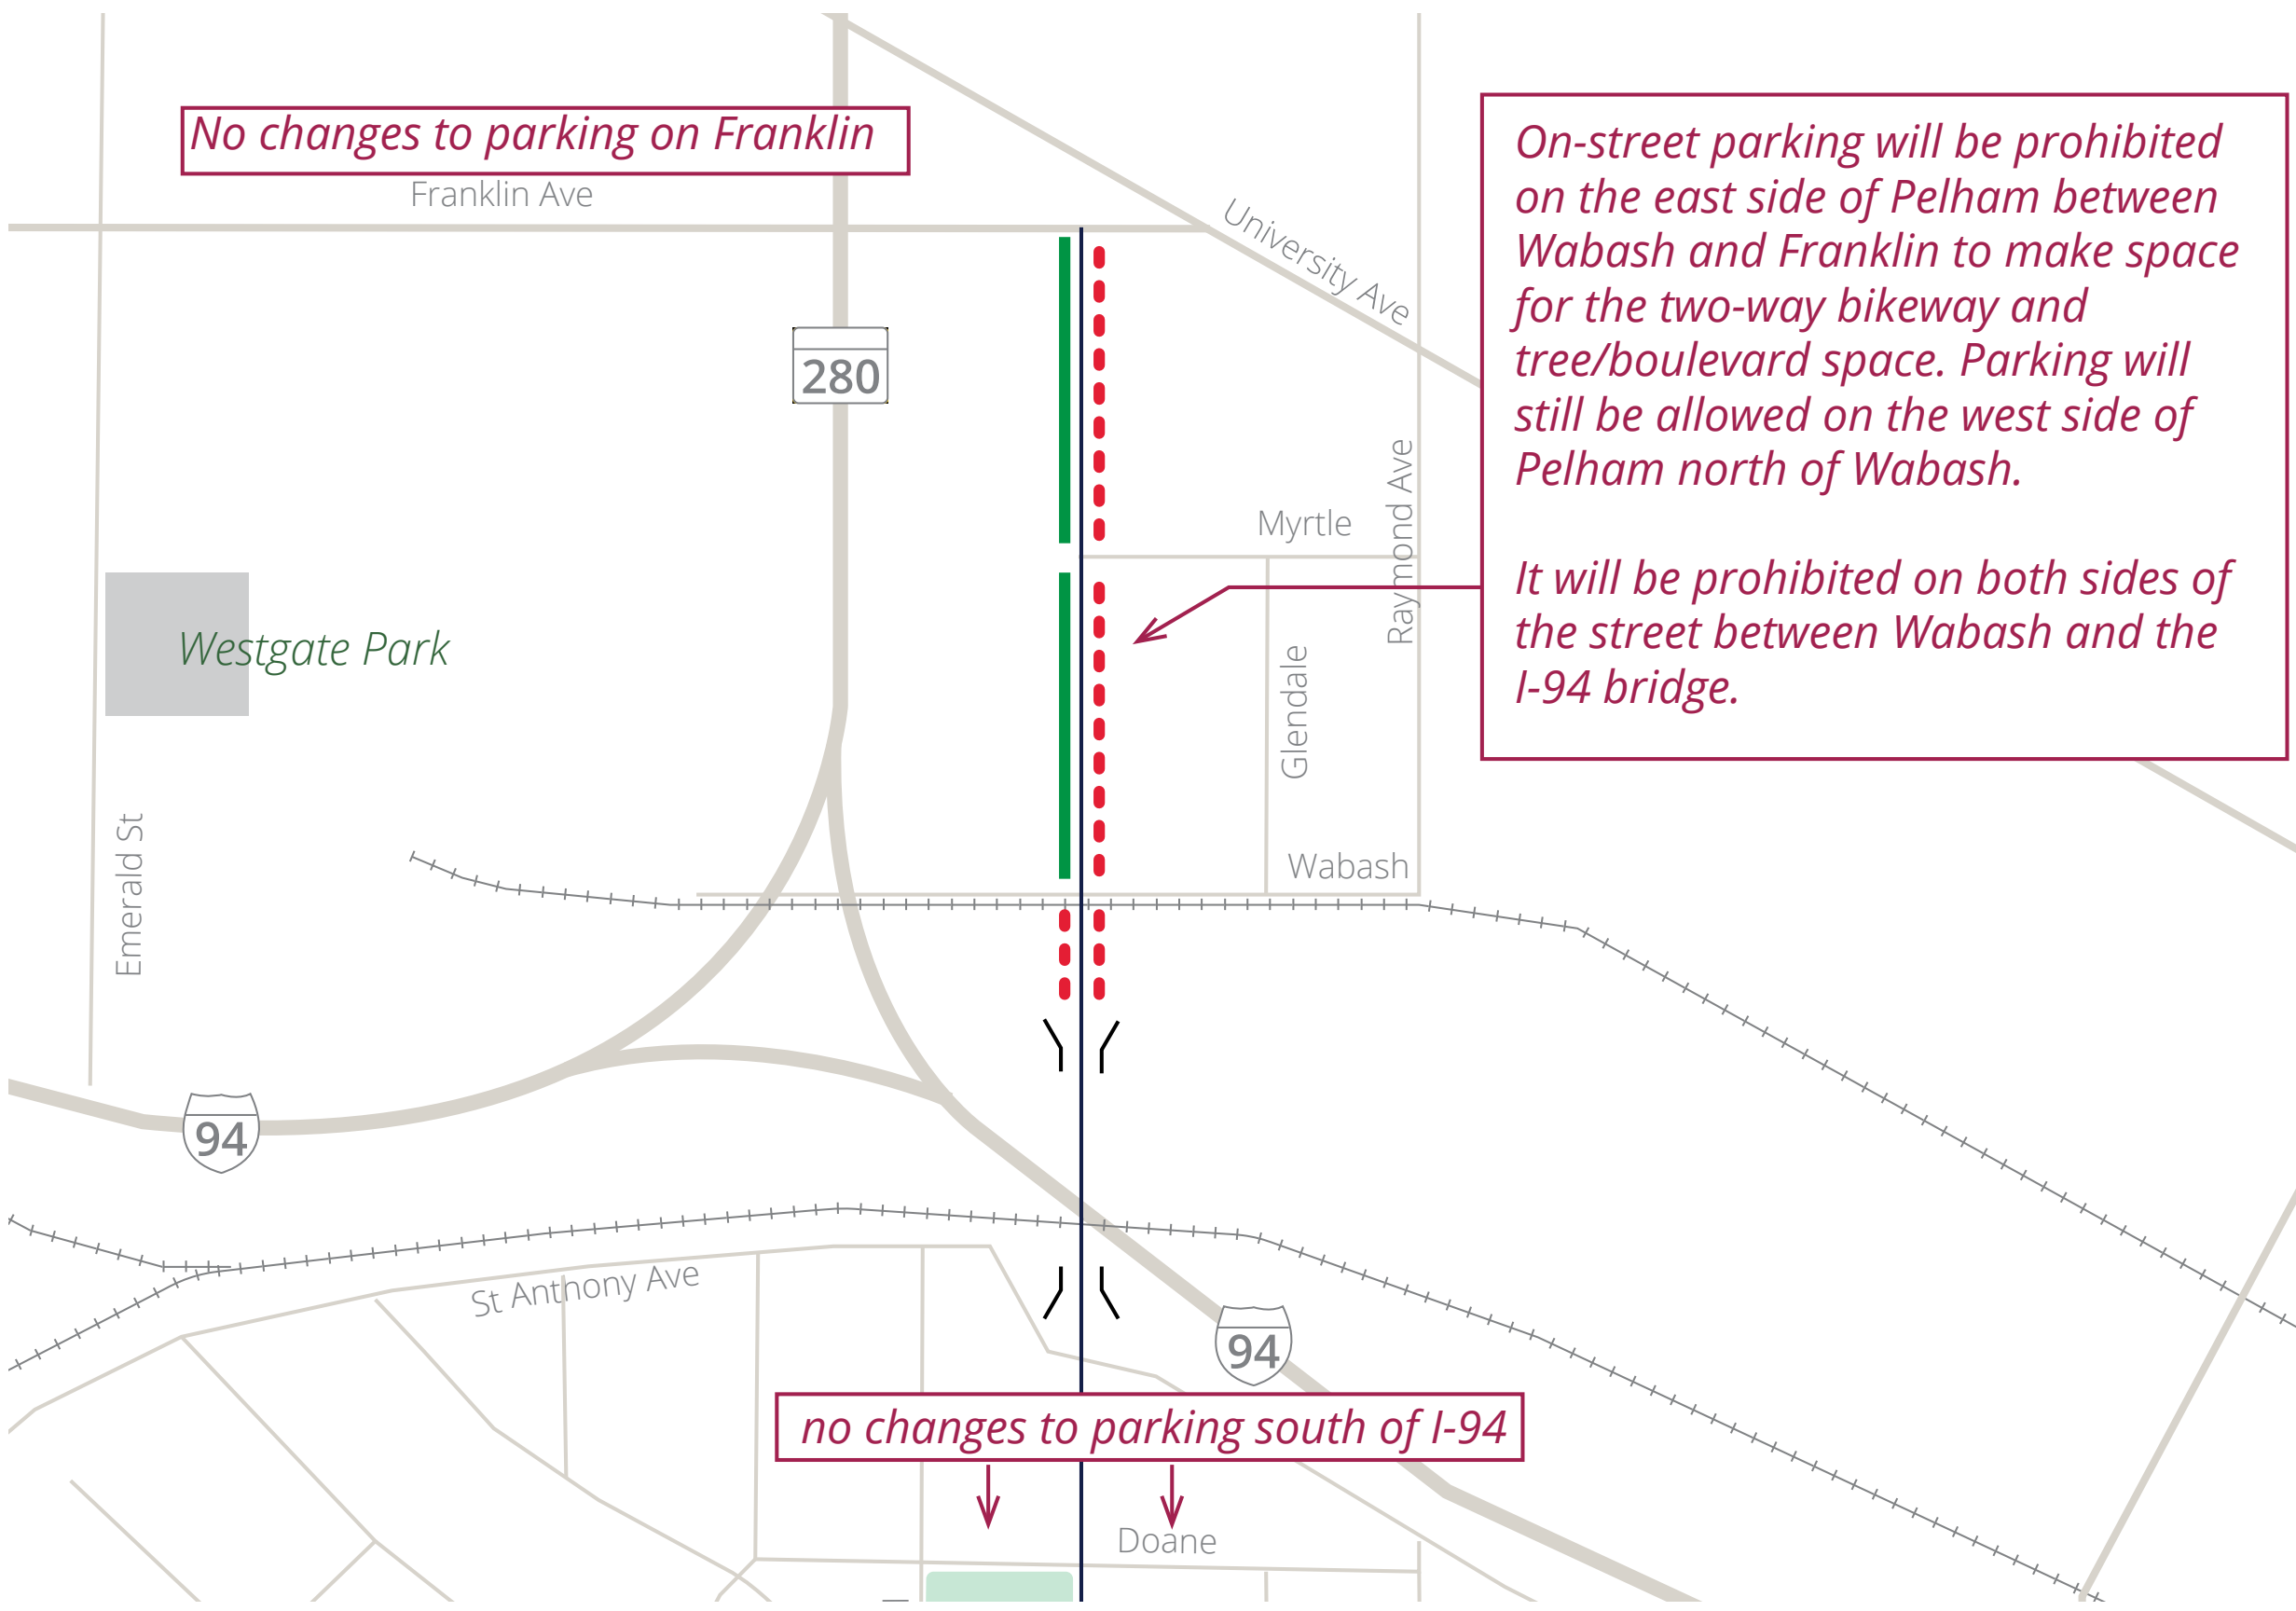 No changes to parking on Franklin
Franklin Ave
University Ave
280
On-street parking will be prohibited
on the east side of Pelham between
Wabash and Franklin to make space
for the two-way bikeway and
tree/boulevard space. Parking will
still be allowed on the west side of
Pelham north of Wabash.
It will be prohibited on both sides of
the street between Wabash and the
I-94 bridge.
Raymond Ave
Myrtle
Westgate Park
Glendale
Emerald St
Wabash
94
St Anthony Ave
94
no changes to parking south of I-94
Doane